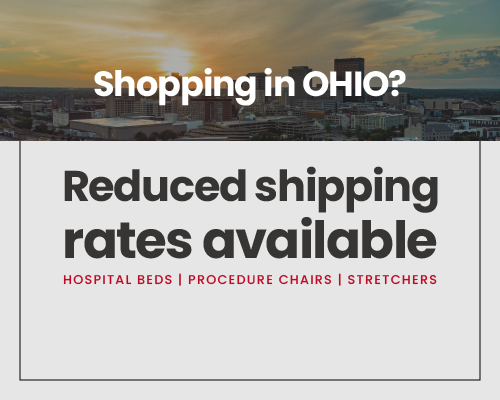 Shopping in OHIO?
Reduced shipping
rates available
HOSPITAL BEDS | PROCEDURE CHAIRS | STRETCHERS